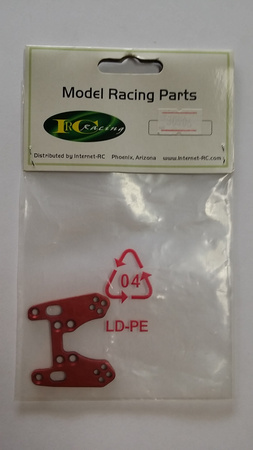 Model Racing Parts
IRC Racing
Distributed by Internet-RC Phoenix, Arizona www.Internet-RC.com
04
LD-PE